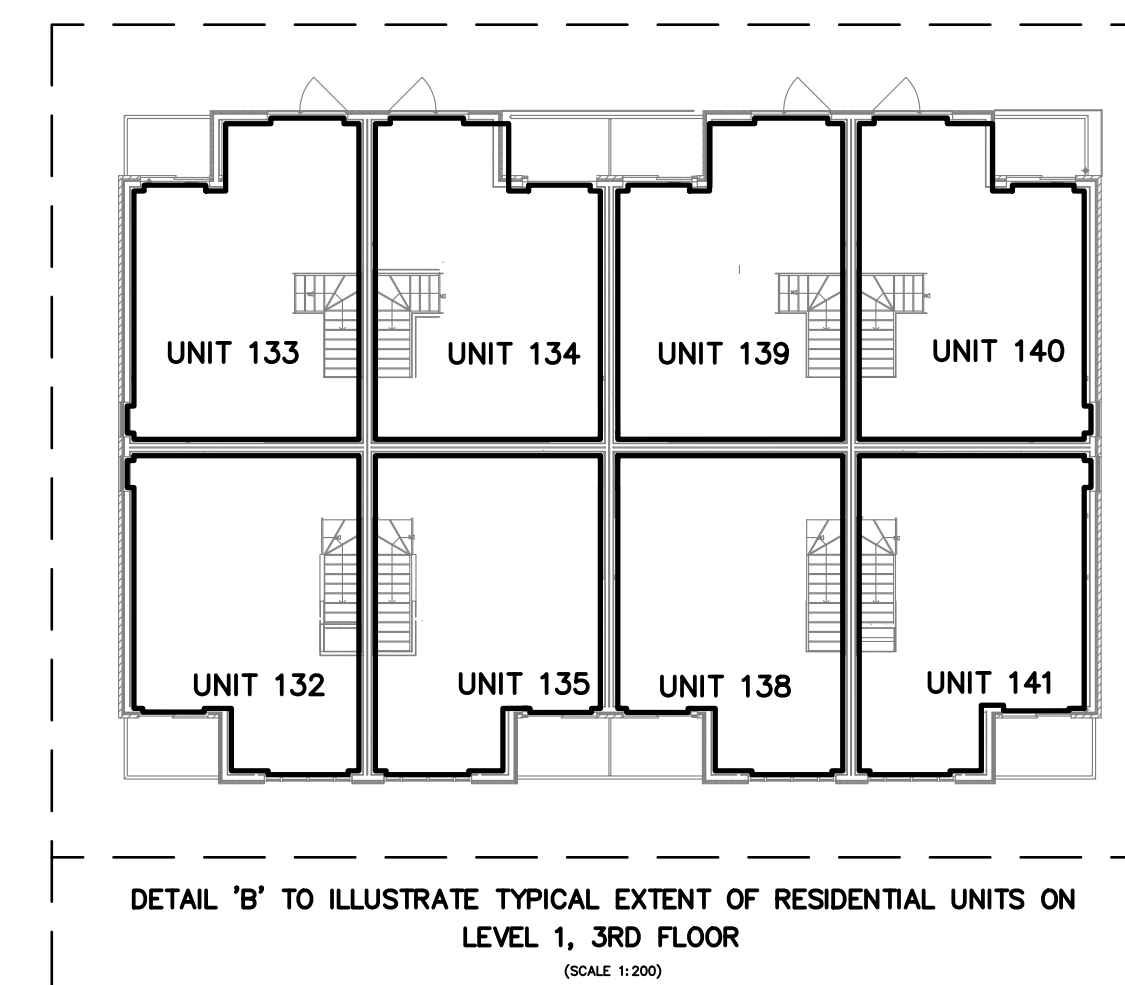 UNIT 133
UNIT 134
UNIT 139
UNIT 140
UNIT 132
UNIT 135
UNIT 138
UNIT 141
DETAIL 'B' TO ILLUSTRATE TYPICAL EXTENT OF RESIDENTIAL UNITS ON
LEVEL 1, 3RD FLOOR
(SCALE 1:200)